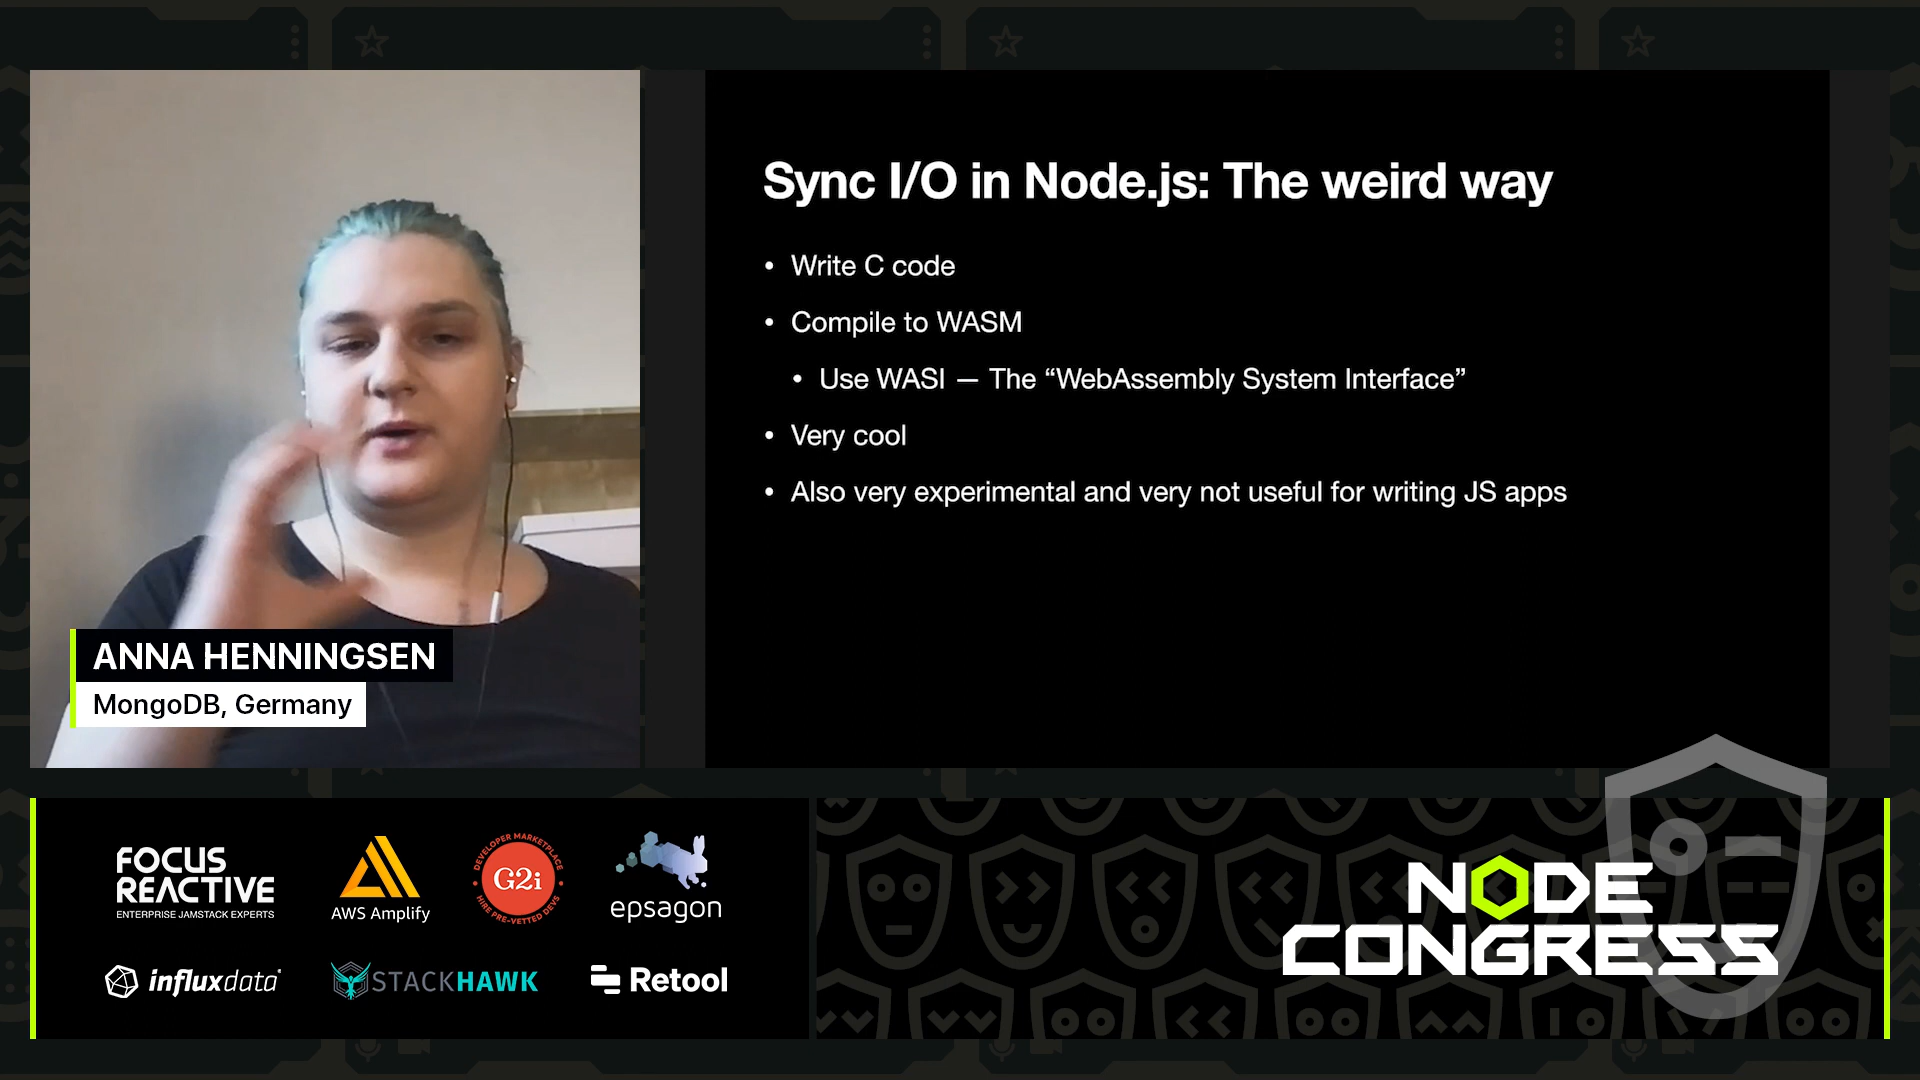 Sync I/O in Node.js: The weird way
• Write C code
• Compile to WASM
• Use WASI — The “WebAssembly System Interface”
• Very cool
• Also very experimental and very not useful for writing JS apps
ANNA HENNINGSEN
MongoDB, Germany
FOCUS
REACTIVE
ENTERPRISE JAMSTACK EXPERTS
AWS Amplify
DEVELOPER MARKETPLACE
G2i
HIRE PRE-VETTED DEVS
epsagon
influxdata
STACKHAWK
Retool
NODE
CONGRESS